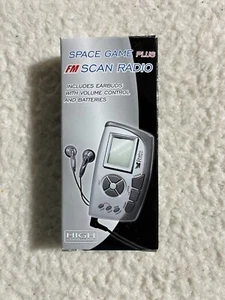 SPACE GAME PLUS
FM SCAN RADIO
INCLUDES EARBUDS
WITH VOLUME CONTROL
AND BATTERIES
HIGH